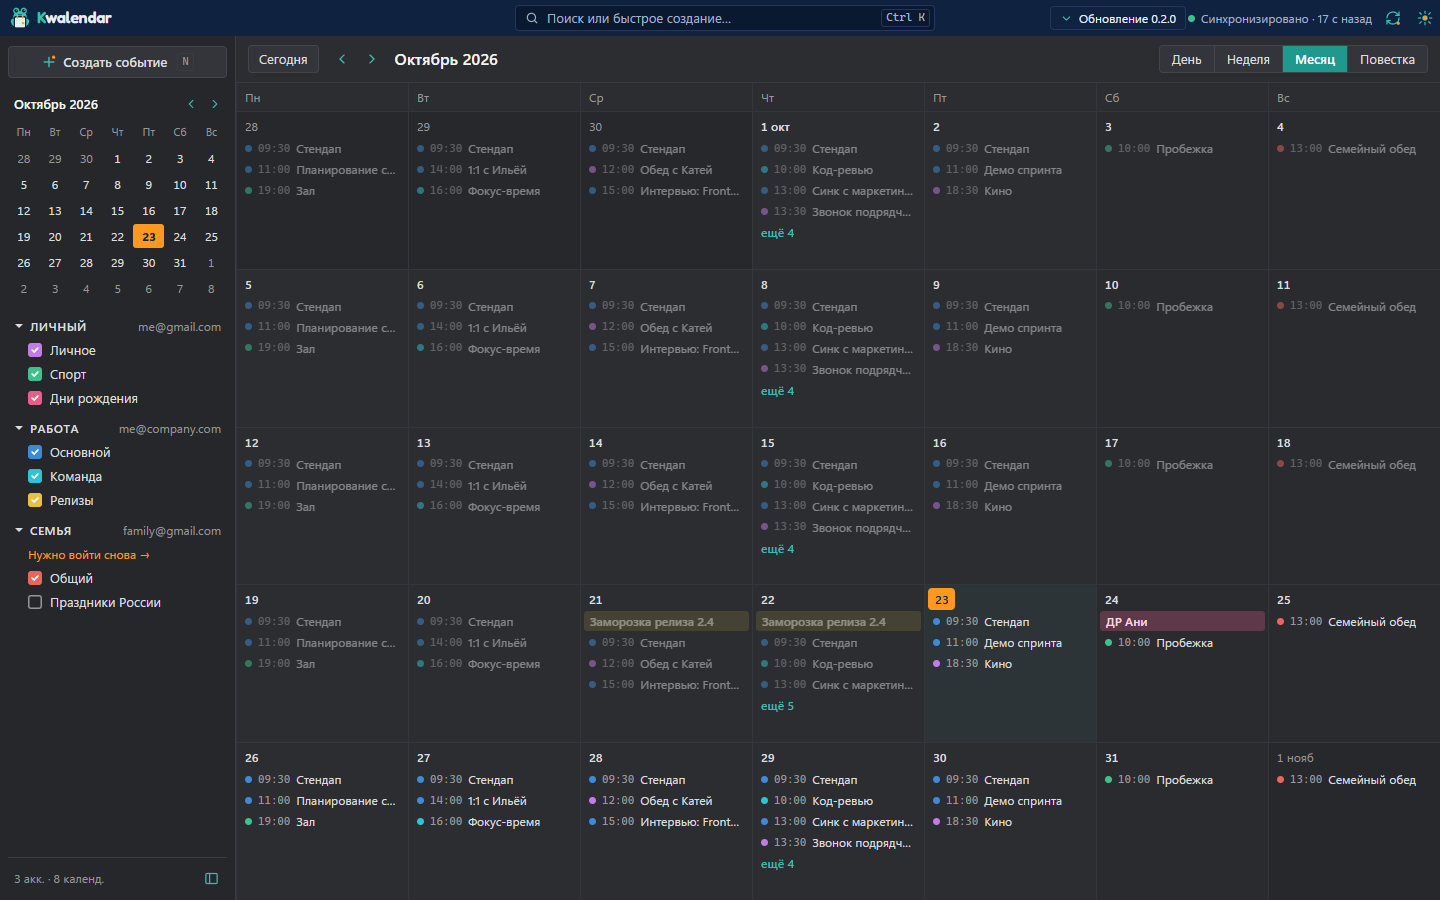 Kwalendar
Поиск или быстрое создание... Ctrl K
Обновление 0.2.0
Синхронизировано · 17 с назад
Создать событие N
Октябрь 2026
Пн Вт Ср Чт Пт Сб Вс
28 29 30 1 2 3 4
5 6 7 8 9 10 11
12 13 14 15 16 17 18
19 20 21 22 23 24 25
26 27 28 29 30 31 1
2 3 4 5 6 7 8
ЛИЧНЫЙ me@gmail.com
Личное
Спорт
Дни рождения
РАБОТА me@company.com
Основной
Команда
Релизы
СЕМЬЯ family@gmail.com
Нужно войти снова →
Общий
Праздники России
3 акк. · 8 календ.
Сегодня
Октябрь 2026
День Неделя Месяц Повестка
Пн Вт Ср Чт Пт Сб Вс
28
09:30 Стендап
11:00 Планирование с...
19:00 Зал
29
09:30 Стендап
14:00 1:1 с Ильёй
16:00 Фокус-время
30
09:30 Стендап
12:00 Обед с Катей
15:00 Интервью: Front...
1 окт
09:30 Стендап
10:00 Код-ревью
13:00 Синк с маркетин...
13:30 Звонок подрядч...
ещё 4
2
09:30 Стендап
11:00 Демо спринта
18:30 Кино
3
10:00 Пробежка
4
13:00 Семейный обед
5
09:30 Стендап
11:00 Планирование с...
19:00 Зал
6
09:30 Стендап
14:00 1:1 с Ильёй
16:00 Фокус-время
7
09:30 Стендап
12:00 Обед с Катей
15:00 Интервью: Front...
8
09:30 Стендап
10:00 Код-ревью
13:00 Синк с маркетин...
13:30 Звонок подрядч...
ещё 4
9
09:30 Стендап
11:00 Демо спринта
18:30 Кино
10
10:00 Пробежка
11
13:00 Семейный обед
12
09:30 Стендап
11:00 Планирование с...
19:00 Зал
13
09:30 Стендап
14:00 1:1 с Ильёй
16:00 Фокус-время
14
09:30 Стендап
12:00 Обед с Катей
15:00 Интервью: Front...
15
09:30 Стендап
10:00 Код-ревью
13:00 Синк с маркетин...
13:30 Звонок подрядч...
ещё 4
16
09:30 Стендап
11:00 Демо спринта
18:30 Кино
17
10:00 Пробежка
18
13:00 Семейный обед
19
09:30 Стендап
11:00 Планирование с...
19:00 Зал
20
09:30 Стендап
14:00 1:1 с Ильёй
16:00 Фокус-время
21
Заморозка релиза 2.4
09:30 Стендап
12:00 Обед с Катей
15:00 Интервью: Front...
22
Заморозка релиза 2.4
09:30 Стендап
10:00 Код-ревью
13:00 Синк с маркетин...
ещё 5
23
09:30 Стендап
11:00 Демо спринта
18:30 Кино
24
ДР Ани
10:00 Пробежка
25
13:00 Семейный обед
26
09:30 Стендап
11:00 Планирование с...
19:00 Зал
27
09:30 Стендап
14:00 1:1 с Ильёй
16:00 Фокус-время
28
09:30 Стендап
12:00 Обед с Катей
15:00 Интервью: Front...
29
09:30 Стендап
10:00 Код-ревью
13:00 Синк с маркетин...
13:30 Звонок подрядч...
ещё 4
30
09:30 Стендап
11:00 Демо спринта
18:30 Кино
31
10:00 Пробежка
1 нояб
13:00 Семейный обед